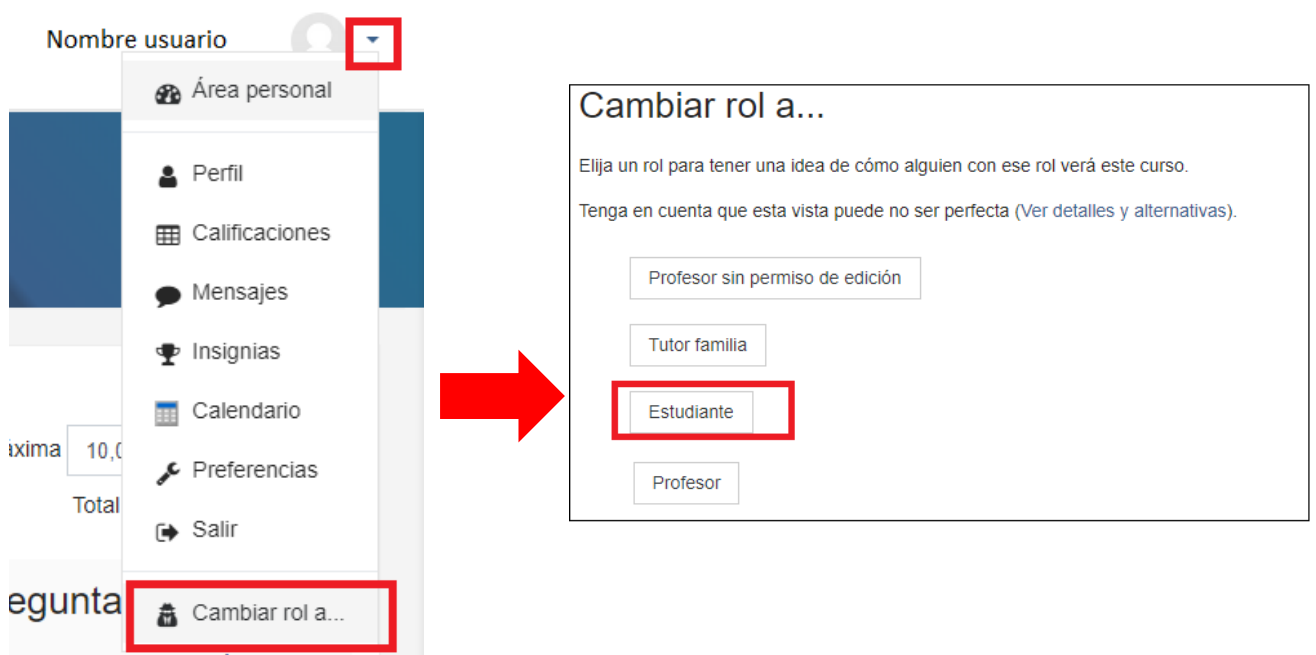 Nombre usuario
Área personal
Perfil
Calificaciones
Mensajes
Insignias
Calendario
áxima 10,0
Preferencias
Total
Salir
egunta
Cambiar rol a...
Cambiar rol a...
Elija un rol para tener una idea de cómo alguien con ese rol verá este curso.
Tenga en cuenta que esta vista puede no ser perfecta (Ver detalles y alternativas).
Profesor sin permiso de edición
Tutor familia
Estudiante
Profesor